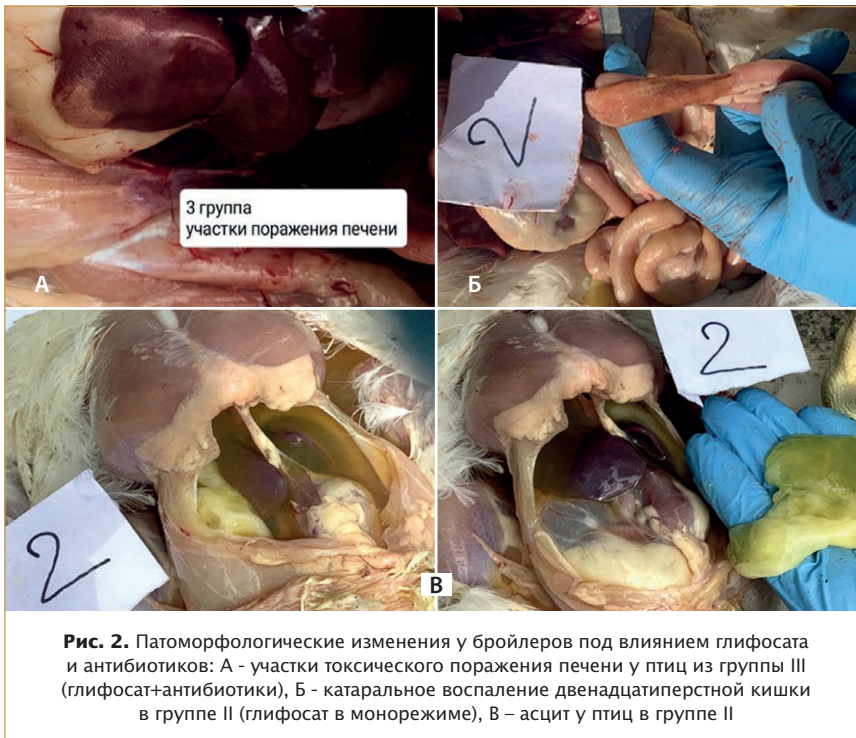 3 группа
участки поражения печени
А
2
Б
2
2
В
Рис. 2. Патоморфологические изменения у бройлеров под влиянием глифосата
и антибиотиков: А - участки токсического поражения печени у птиц из группы III
(глифосат+антибиотики), Б - катаральное воспаление двенадцатиперстной кишки
в группе II (глифосат в монорежиме), В – асцит у птиц в группе II